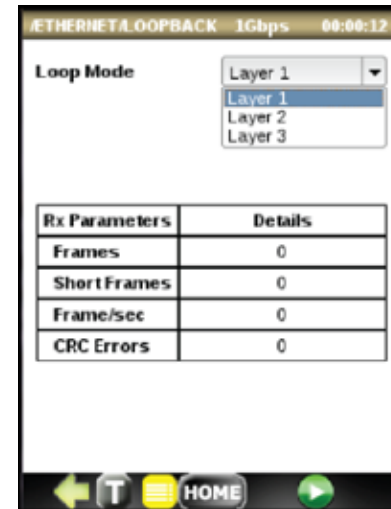 /ETHERNET/LOOPBACK 1Gbps 00:00:12
Loop Mode Layer 1
Layer 1
Layer 2
Layer 3
Rx Parameters Details
Frames 0
Short Frames 0
Frame/sec 0
CRC Errors 0
T HOME